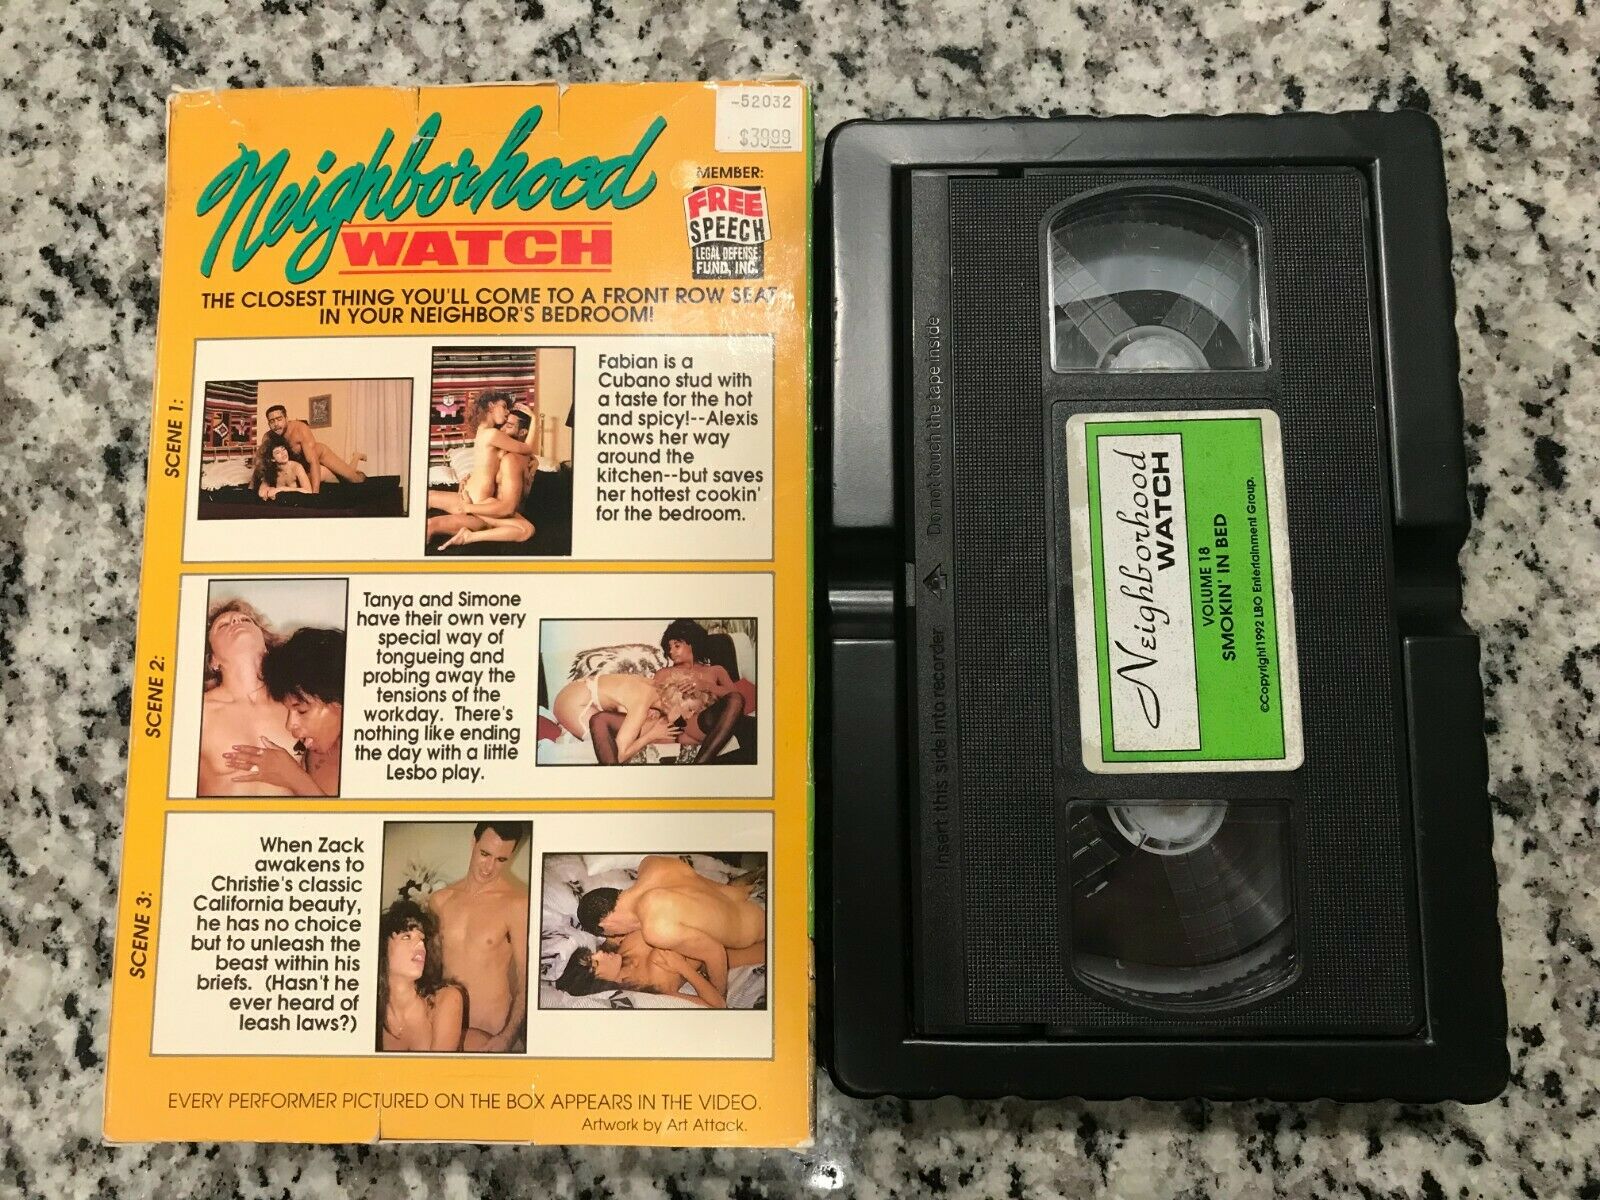 -52032
$39.99
Neighborhood
WATCH
MEMBER:
FREE
SPEECH
LEGAL DEFENSE
FUND, INC.
THE CLOSEST THING YOU'LL COME TO A FRONT ROW SEAT
IN YOUR NEIGHBOR'S BEDROOM!
SCENE 1:
Fabian is a
Cubano stud with
a taste for the hot
and spicy!--Alexis
knows her way
around the
kitchen--but saves
her hottest cookin'
for the bedroom.
SCENE 2:
Tanya and Simone
have their own very
special way of
tongueing and
probing away the
tensions of the
workday. There's
nothing like ending
the day with a little
Lesbo play.
SCENE 3:
When Zack
awakens to
Christie's classic
California beauty,
he has no choice
but to unleash the
beast within his
briefs. (Hasn't he
ever heard of
leash laws?)
EVERY PERFORMER PICTURED ON THE BOX APPEARS IN THE VIDEO.
Artwork by Art Attack.
Insert this side into recorder
Do not touch the tape inside
Neighborhood
WATCH
VOLUME 18
SMOKIN' IN BED
©Copyright 1992 LBO Entertainment Group.